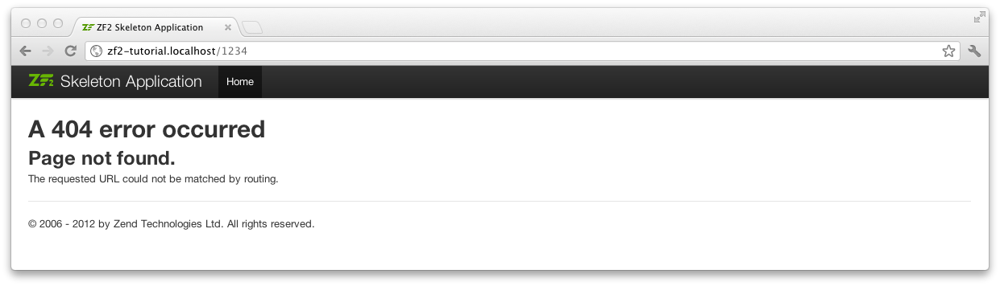 ZF2 Skeleton Application
zf2-tutorial.localhost/1234
ZF2 Skeleton Application Home
A 404 error occurred
Page not found.
The requested URL could not be matched by routing.
© 2006 - 2012 by Zend Technologies Ltd. All rights reserved.